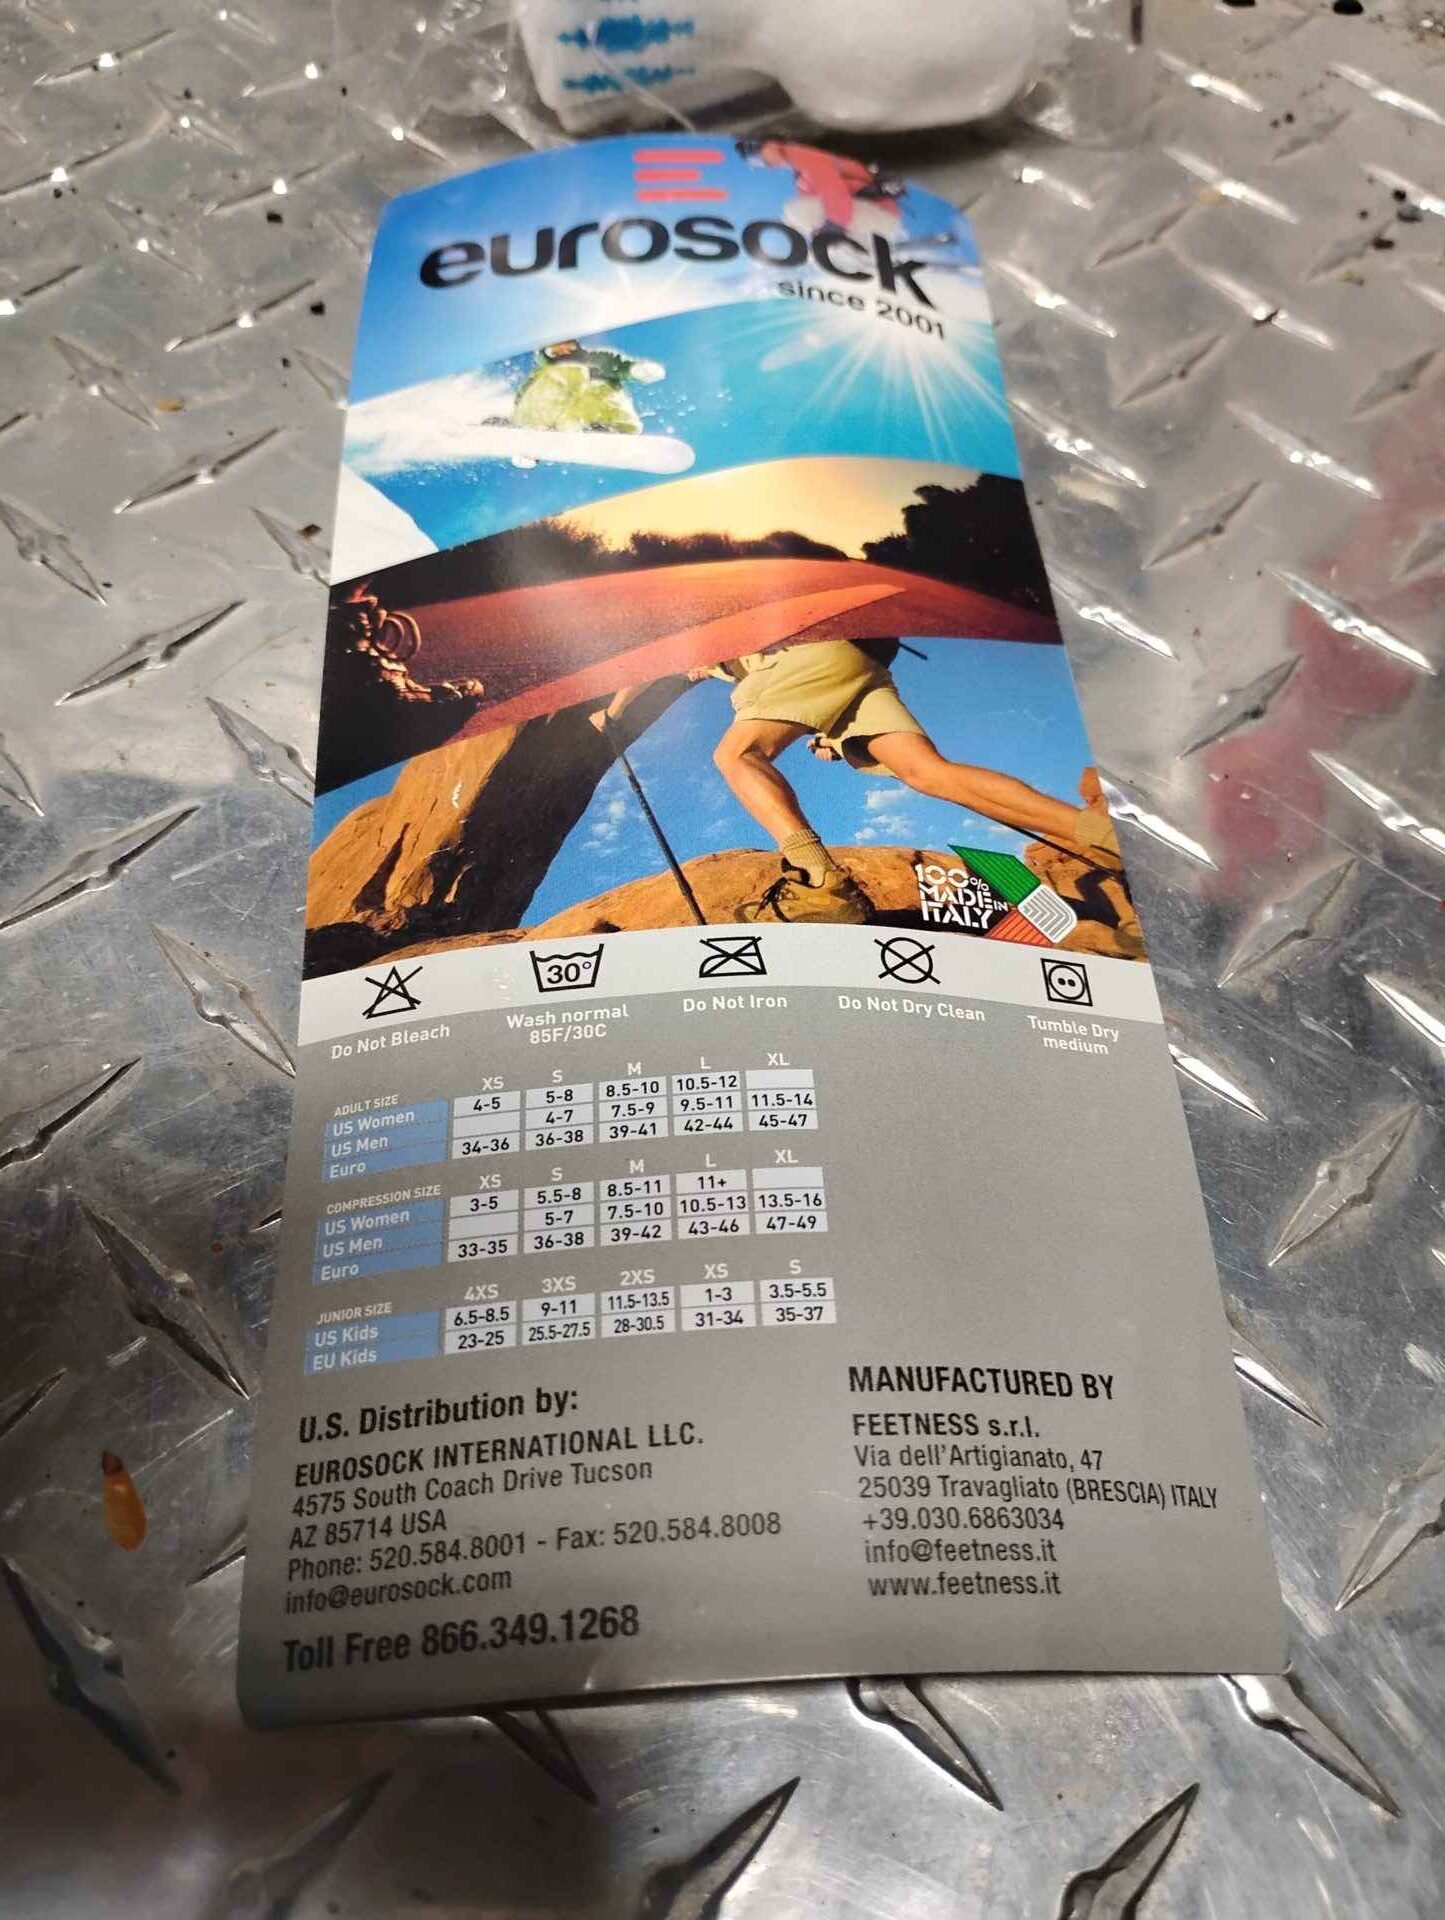 eurosock
since 2001
100%
MADE IN
ITALY
30°
Do Not Bleach
Wash normal
85F/30C
Do Not Iron
Do Not Dry Clean
Tumble Dry
medium
ADULT SIZE XS S M L XL
US Women 4-5 5-8 8.5-10 10.5-12
US Men 4-7 7.5-9 9.5-11 11.5-14
Euro 34-36 36-38 39-41 42-44 45-47
COMPRESSION SIZE XS S M L XL
US Women 3-5 5.5-8 8.5-11 11+
US Men 5-7 7.5-10 10.5-13 13.5-16
Euro 33-35 36-38 39-42 43-46 47-49
JUNIOR SIZE 4XS 3XS 2XS XS S
US Kids 6.5-8.5 9-11 11.5-13.5 1-3 3.5-5.5
EU Kids 23-25 25.5-27.5 28-30.5 31-34 35-37
U.S. Distribution by:
EUROSOCK INTERNATIONAL LLC.
4575 South Coach Drive Tucson
AZ 85714 USA
Phone: 520.584.8001 - Fax: 520.584.8008
info@eurosock.com
Toll Free 866.349.1268
MANUFACTURED BY
FEETNESS s.r.l.
Via dell'Artigianato, 47
25039 Travagliato (BRESCIA) ITALY
+39.030.6863034
info@feetness.it
www.feetness.it